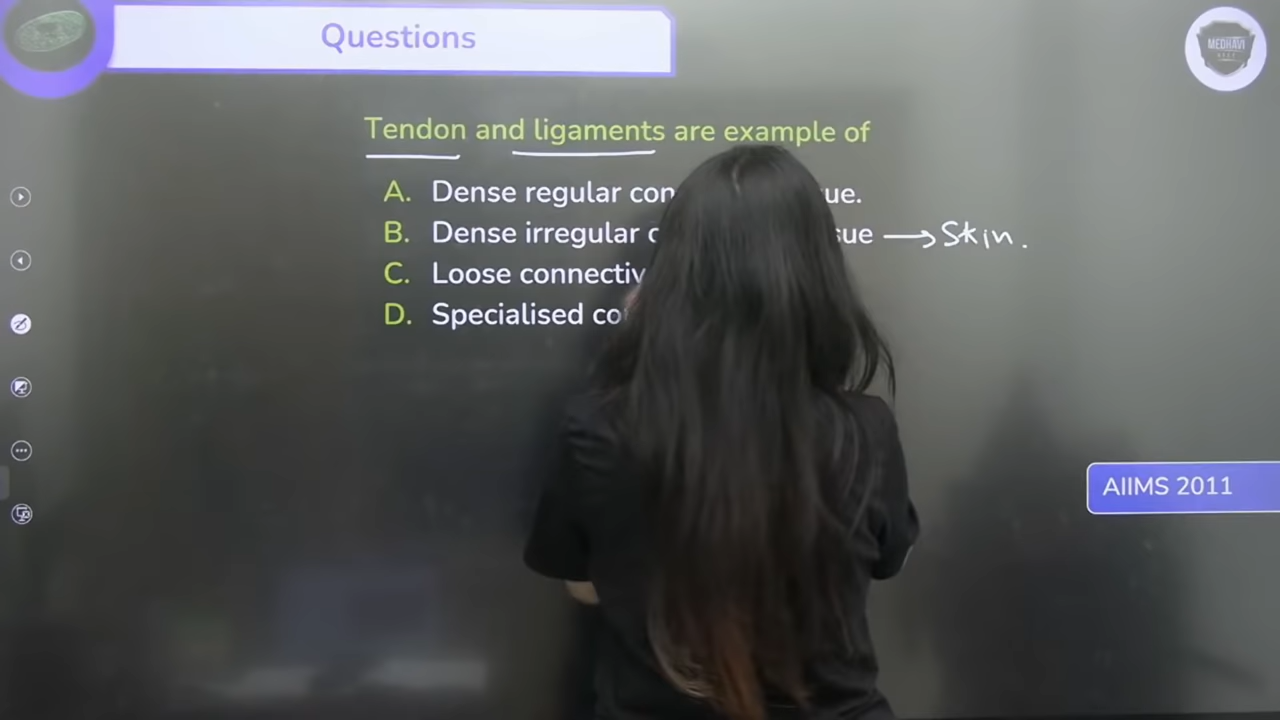 Questions
MEDHAVI
Tendon and ligaments are example of
A. Dense regular con ue.
B. Dense irregular c sue → Skin.
C. Loose connectiv
D. Specialised co
AIIMS 2011